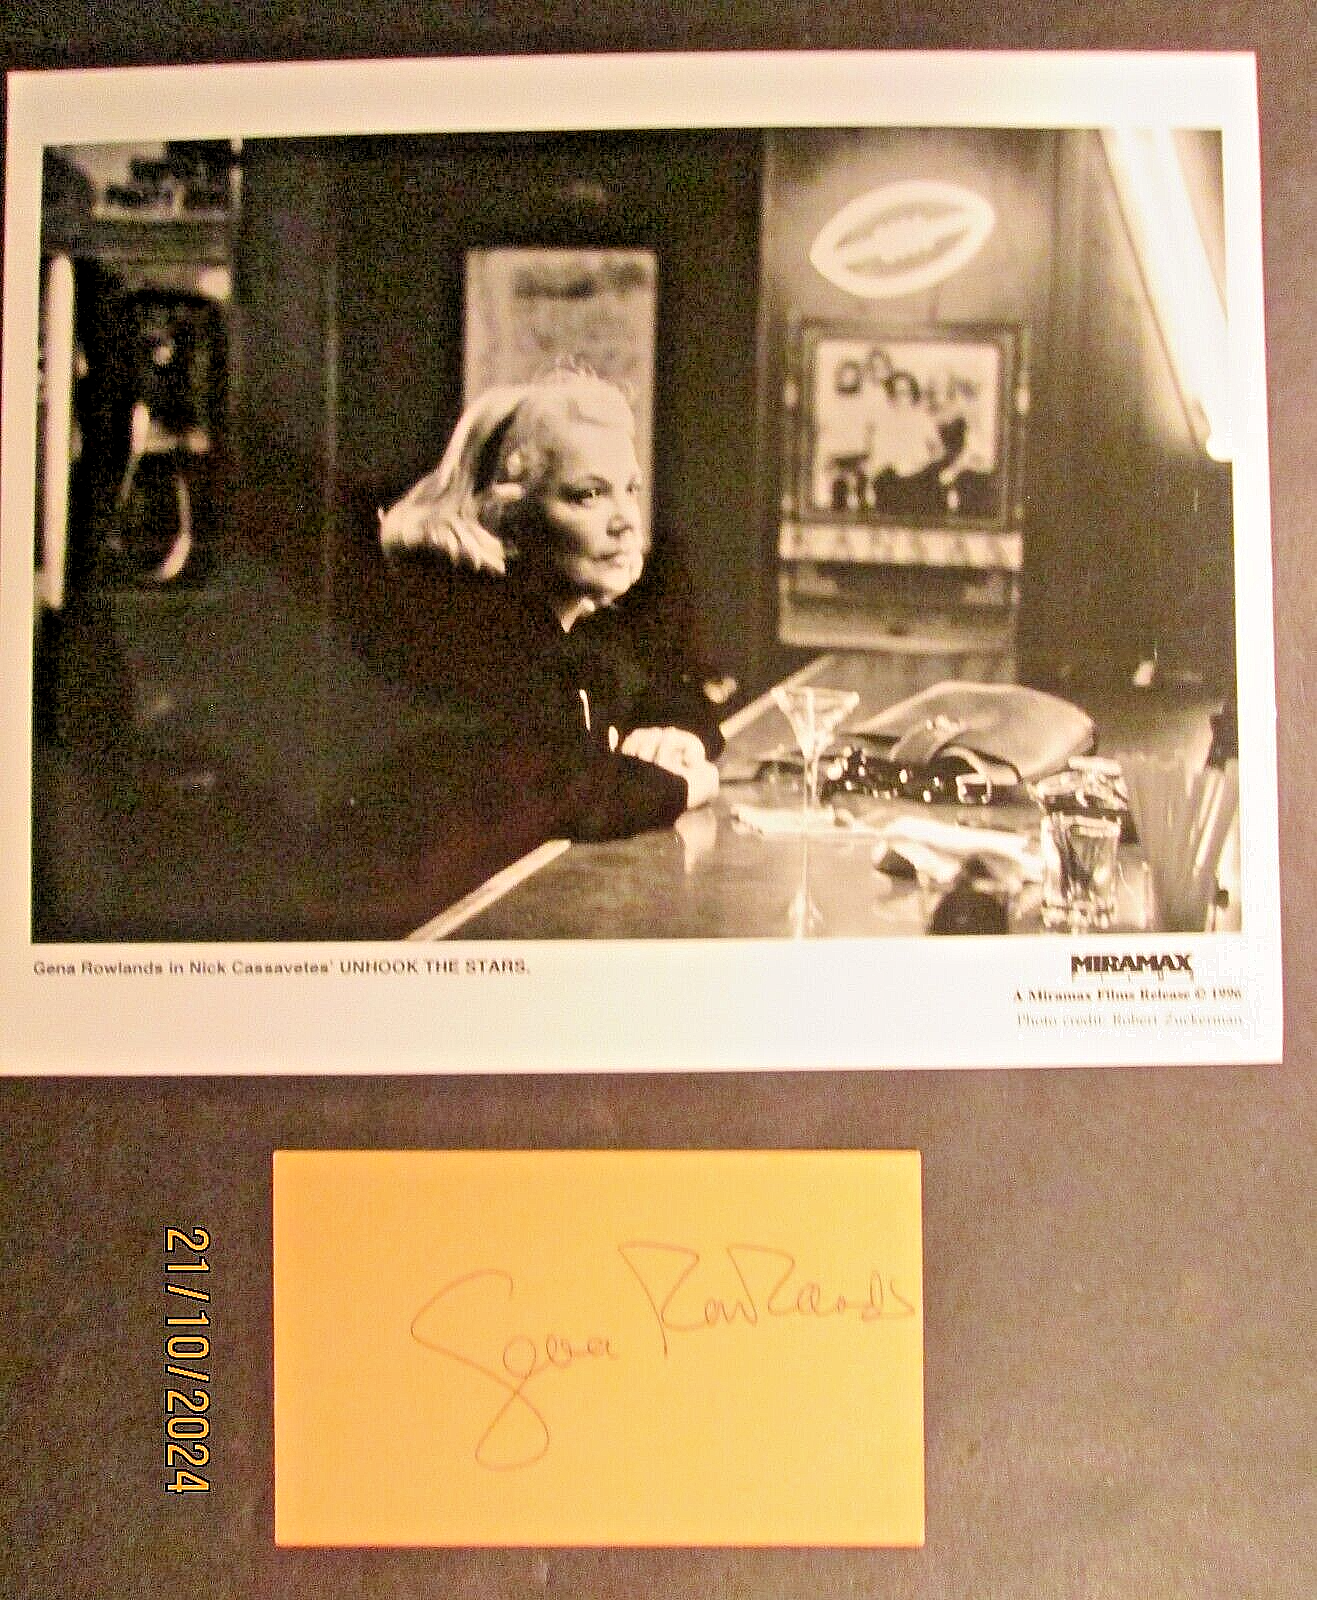 Gena Rowlands in Nick Cassavetes' UNHOOK THE STARS.
MIRAMAX
A Miramax Films Release © 1996
Photo credit: Robert Zuckerman
Gena Rowlands
21/10/2024